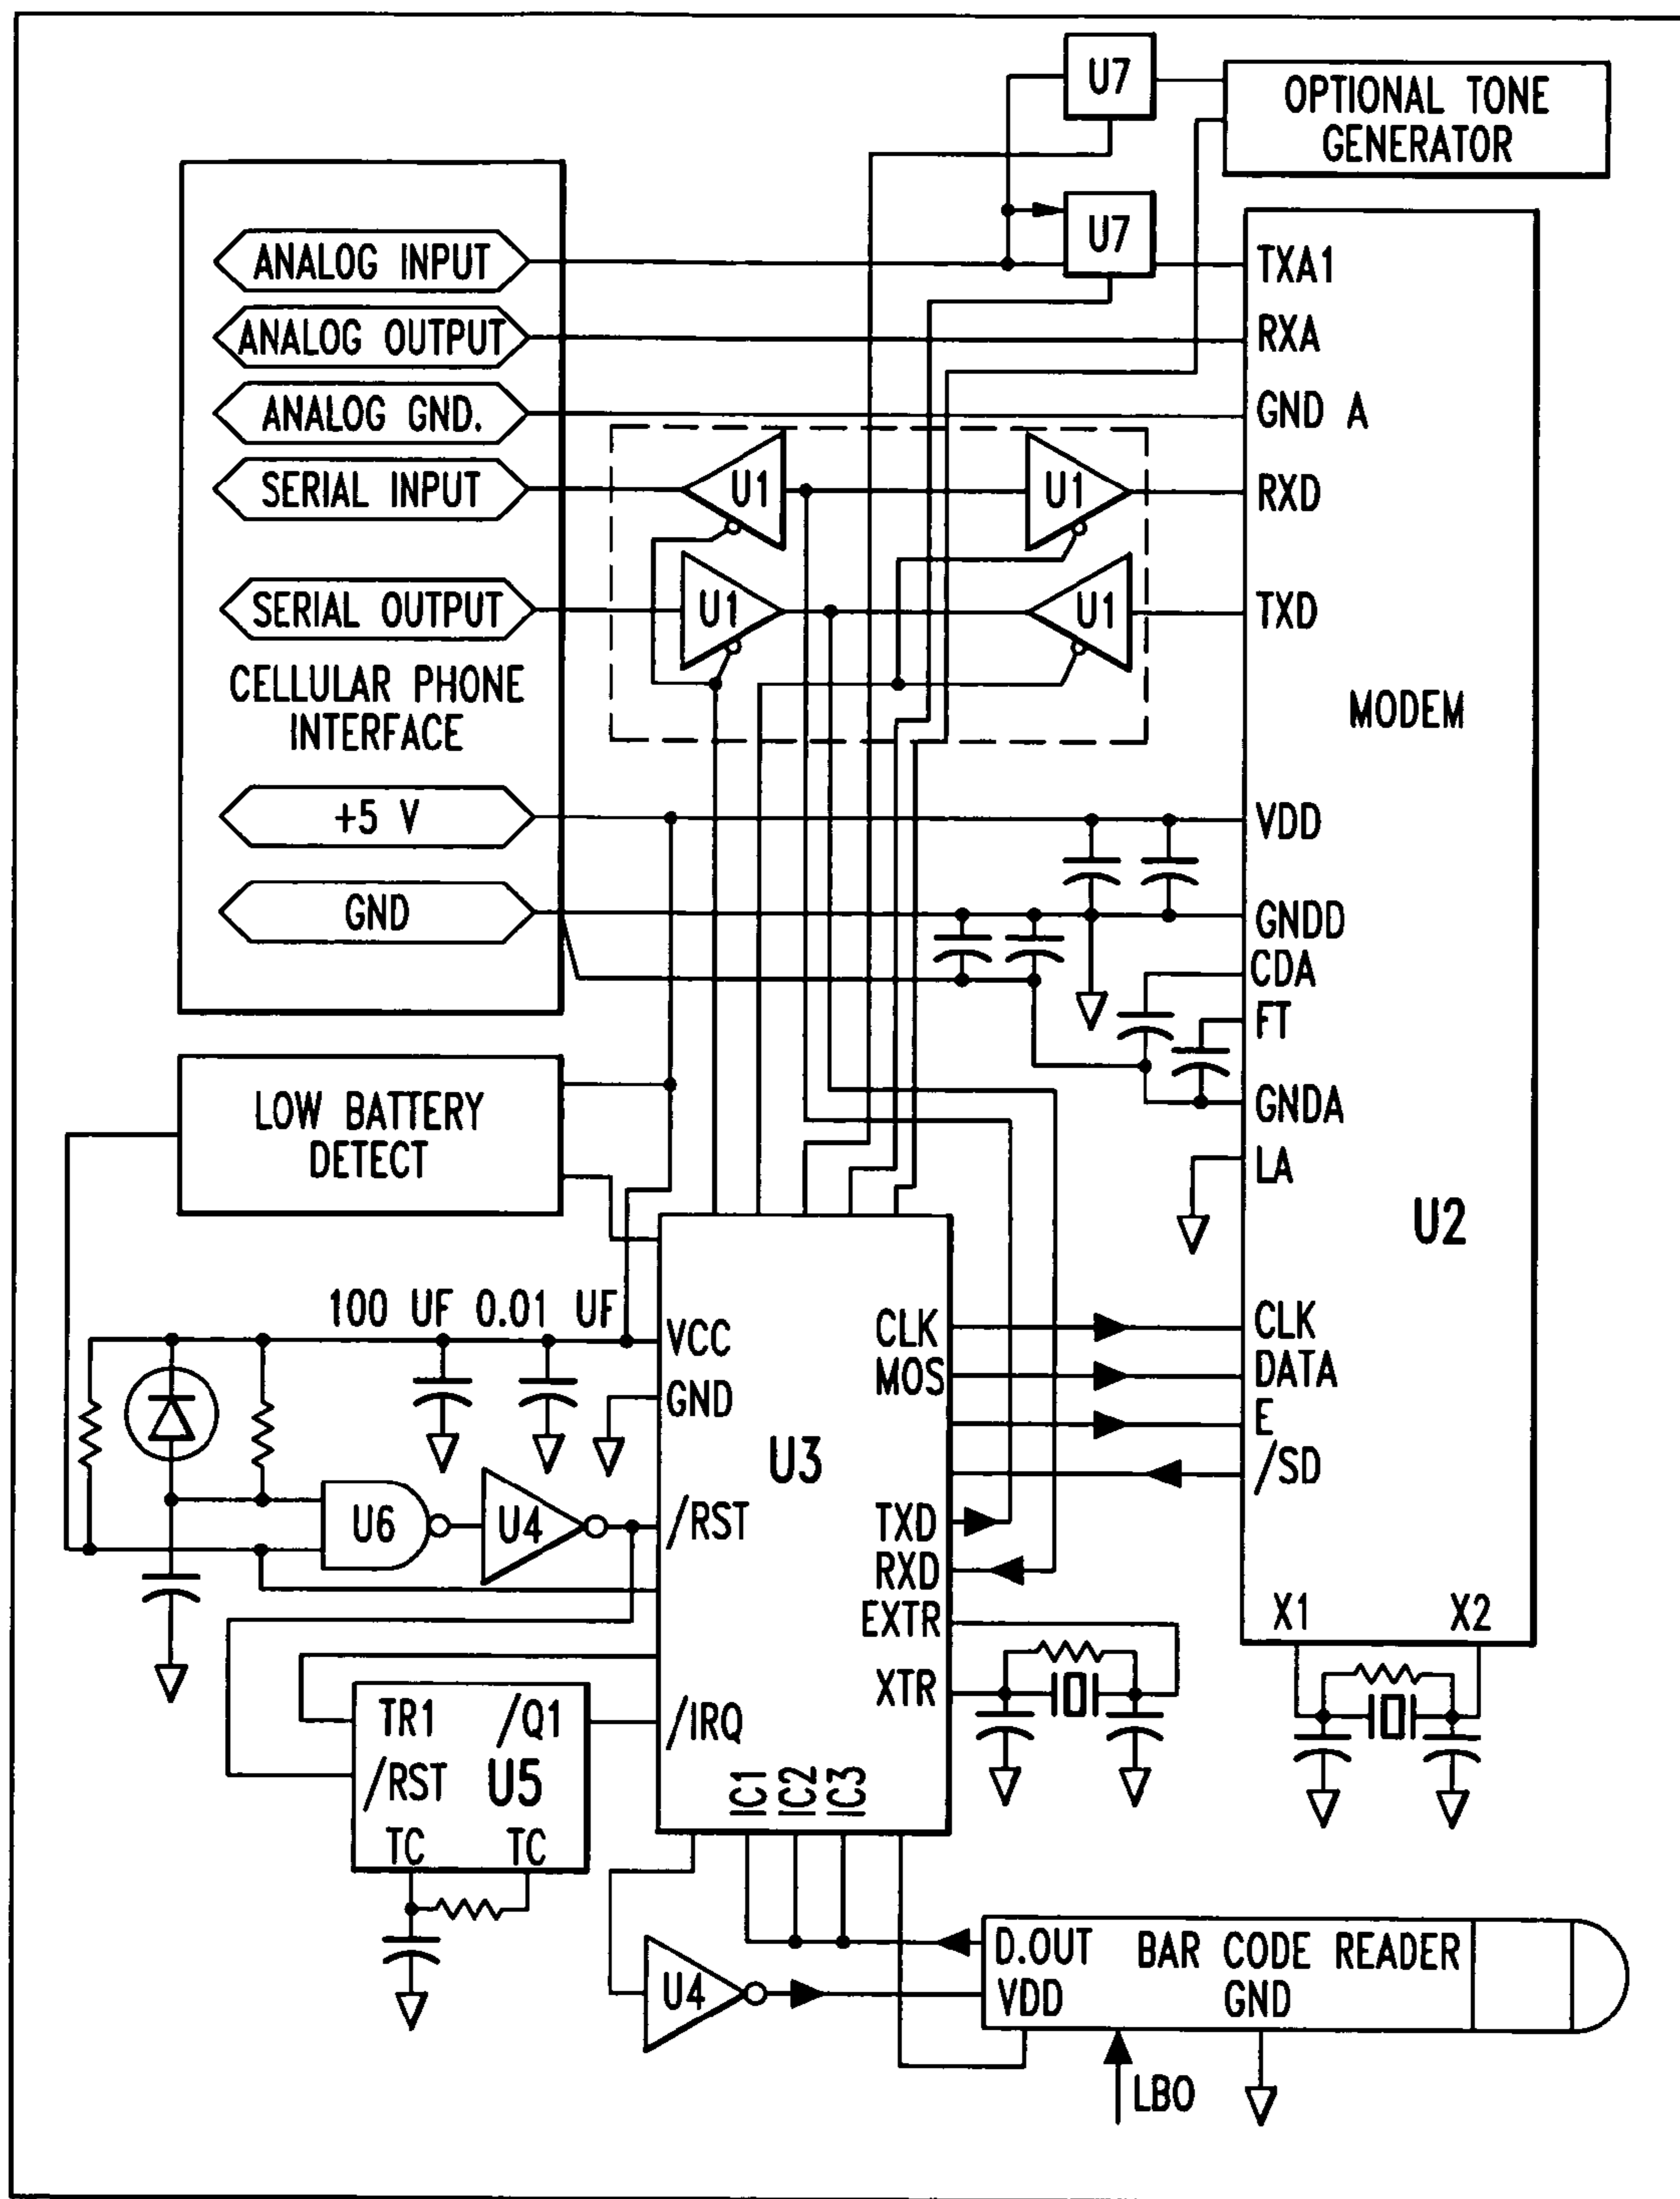 U7
OPTIONAL TONE
GENERATOR
U7
ANALOG INPUT
TXA1
ANALOG OUTPUT
RXA
ANALOG GND.
GND A
SERIAL INPUT
U1
U1
RXD
SERIAL OUTPUT
U1
U1
TXD
CELLULAR PHONE
INTERFACE
MODEM
+5 V
VDD
GND
GNDD
CDA
FT
GNDA
LOW BATTERY
DETECT
LA
U2
100 UF 0.01 UF
VCC
CLK
CLK
GND
MOS
DATA
E
U3
/SD
U6
U4
/RST
TXD
RXD
EXTR
X1
X2
XTR
TR1
/Q1
/IRQ
/RST
U5
IC1
IC2
IC3
TC
TC
D.OUT
BAR CODE READER
U4
VDD
GND
LBO